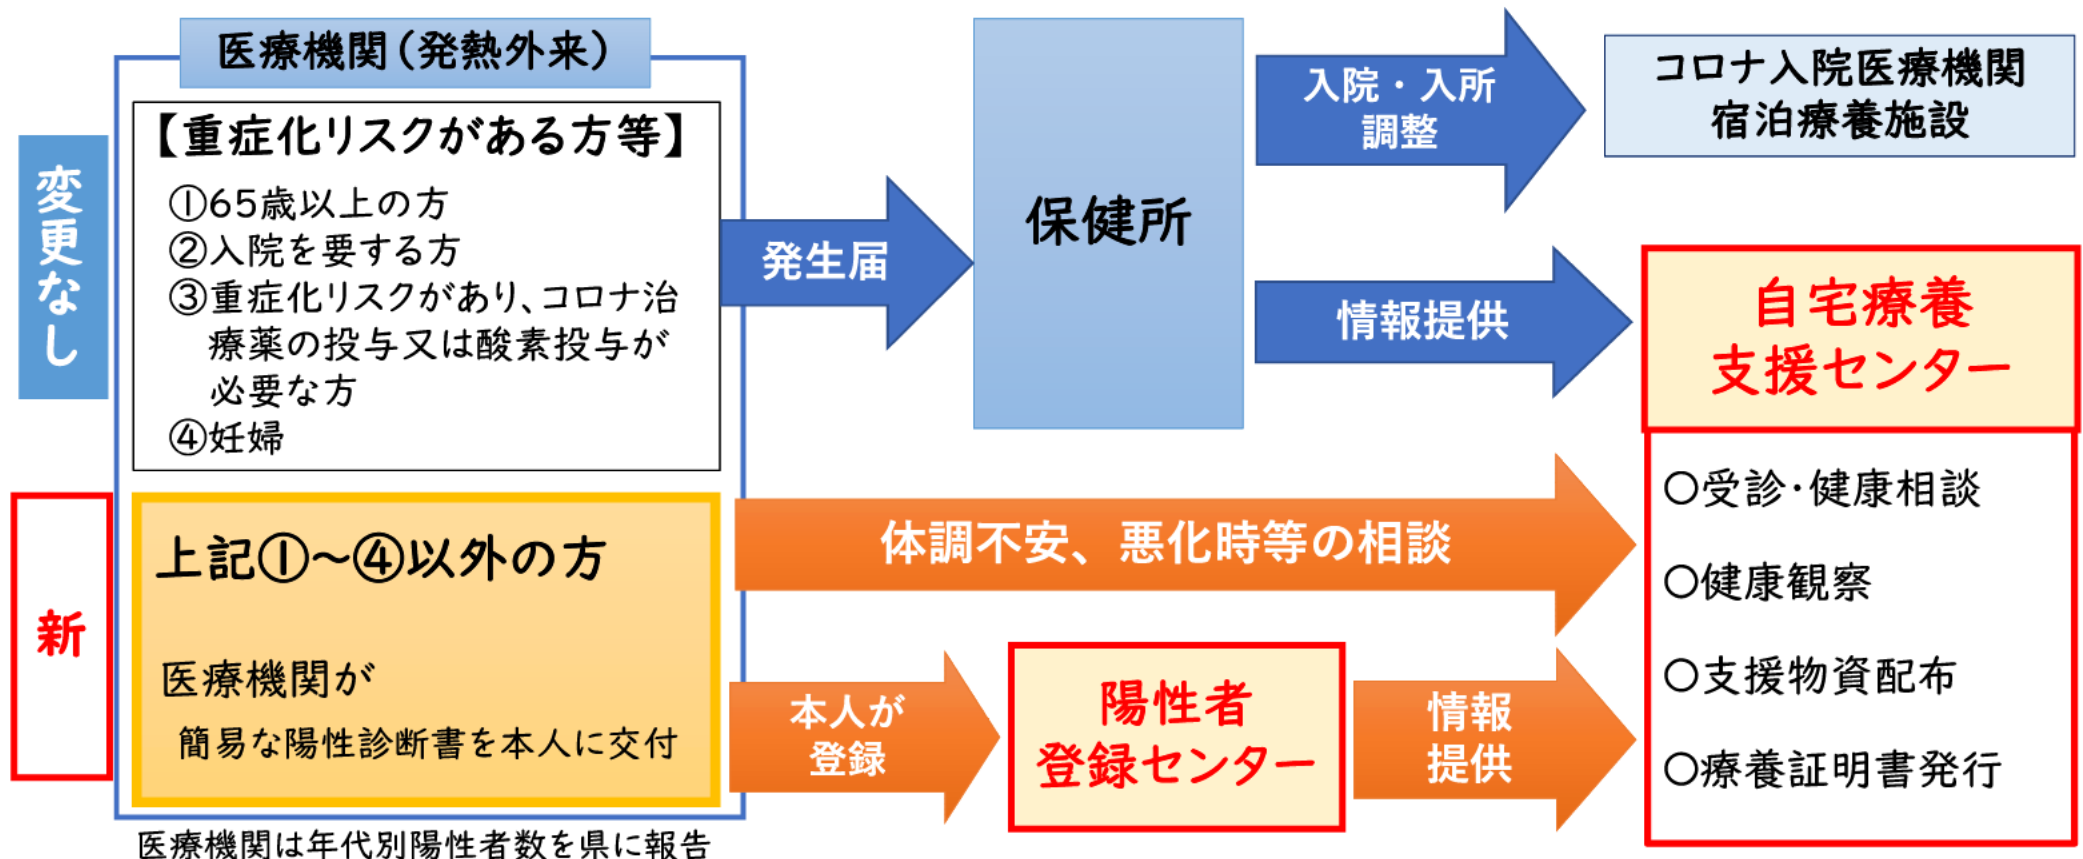 医療機関（発熱外来）
変更なし
【重症化リスクがある方等】
①65歳以上の方
②入院を要する方
③重症化リスクがあり、コロナ治
療薬の投与又は酸素投与が
必要な方
④妊婦
発生届
保健所
入院・入所
調整
コロナ入院医療機関
宿泊療養施設
情報提供
自宅療養
支援センター
新
上記①～④以外の方
医療機関が
簡易な陽性診断書を本人に交付
体調不安、悪化時等の相談
本人が
登録
陽性者
登録センター
情報
提供
〇受診・健康相談
〇健康観察
〇支援物資配布
〇療養証明書発行
医療機関は年代別陽性者数を県に報告